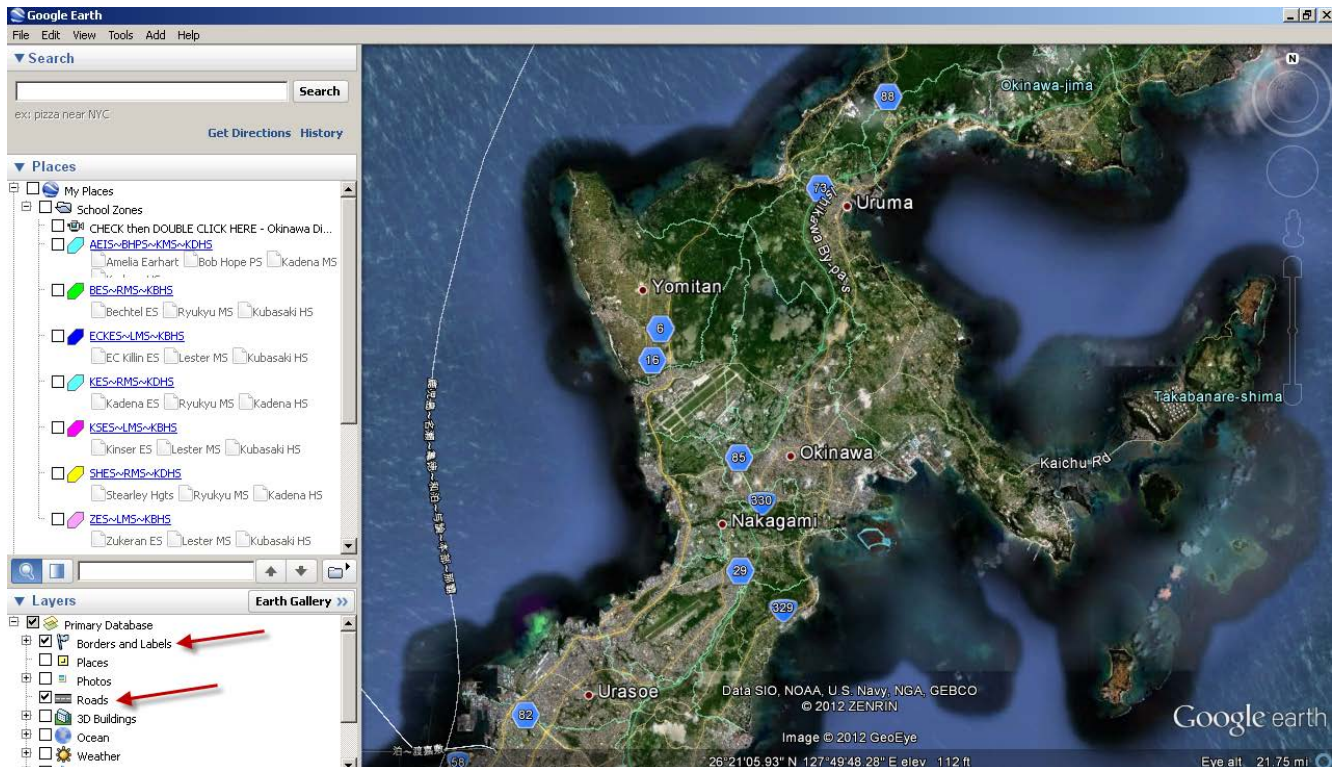 Google Earth
File Edit View Tools Add Help
Search
Search
ex: pizza near NYC
Get Directions History
Places
My Places
School Zones
CHECK then DOUBLE CLICK HERE - Okinawa Di...
AEIS~BHPS~KMS~KDHS
Amelia Earhart Bob Hope PS Kadena MS
BES~RMS~KBHS
Bechtel ES Ryukyu MS Kubasaki HS
ECKES~LMS~KBHS
EC Killin ES Lester MS Kubasaki HS
KES~RMS~KDHS
Kadena ES Ryukyu MS Kadena HS
KSES~LMS~KBHS
Kinser ES Lester MS Kubasaki HS
SHES~RMS~KDHS
Stearley Hgts Ryukyu MS Kadena HS
ZES~LMS~KBHS
Zukeran ES Lester MS Kubasaki HS
Layers
Earth Gallery >>
Primary Database
Borders and Labels
Places
Photos
Roads
3D Buildings
Ocean
Weather
N
Okinawa-jima
88
73
Uruma
Ishikawa By-pass
Yomitan
6
16
Takabanare-shima
85
Okinawa
Kaichu Rd
330
Nakagami
29
329
Urasoe
82
58
Data SIO, NOAA, U.S. Navy, NGA, GEBCO
© 2012 ZENRIN
Image © 2012 GeoEye
Google earth
26°21'05.93" N 127°49'48.28" E elev 112 ft
Eye alt 21.75 mi